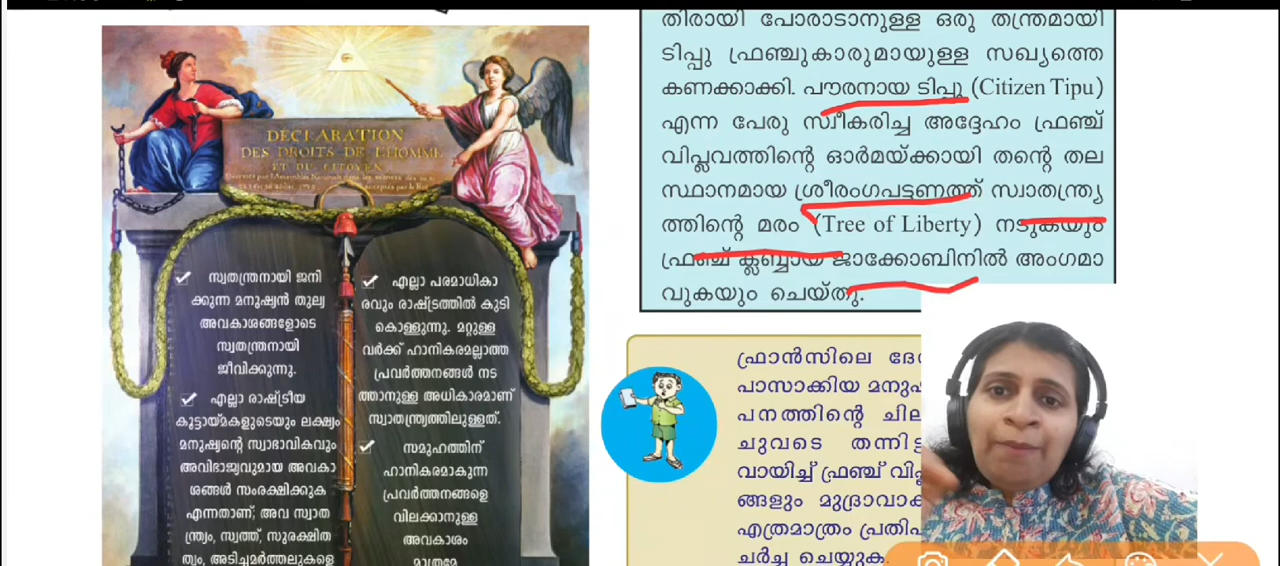 DECLARATION
DES DROITS DE L'HOMME
ET DU CITOYEN
സ്വതന്ത്രനായി ജനി
ക്കുന്ന മനുഷ്യൻ തുല്യ
അവകാശങ്ങളോടെ
സ്വതന്ത്രനായി
ജീവിക്കുന്നു.
എല്ലാ രാഷ്ട്രീയ
കൂട്ടായ്മകളുടെയും ലക്ഷ്യം
മനുഷ്യന്റെ സ്വാഭാവികവും
അവിഭാജ്യവുമായ അവകാ
ശങ്ങൾ സംരക്ഷിക്കുക
എന്നതാണ്; അവ സ്വാത
ന്ത്ര്യം, സ്വത്ത്, സുരക്ഷിത
ത്വം, അടിച്ചമർത്തലുകളെ
എല്ലാ പരമാധികാ
രവും രാഷ്ട്രത്തിൽ കുടി
കൊള്ളുന്നു. മറ്റുള്ള
വർക്ക് ഹാനികരമല്ലാത്ത
പ്രവർത്തനങ്ങൾ നട
ത്താനുള്ള അധികാരമാണ്
സ്വാതന്ത്ര്യത്തിലുള്ളത്.
സമൂഹത്തിന്
ഹാനികരമാകുന്ന
പ്രവർത്തനങ്ങളെ
വിലക്കാനുള്ള
അവകാശം
മാത്രമേ
തിരായി പോരാടാനുള്ള ഒരു തന്ത്രമായി
ടിപ്പു ഫ്രഞ്ചുകാരുമായുള്ള സഖ്യത്തെ
കണക്കാക്കി. പൗരനായ ടിപ്പു (Citizen Tipu)
എന്ന പേരു സ്വീകരിച്ച അദ്ദേഹം ഫ്രഞ്ച്
വിപ്ലവത്തിന്റെ ഓർമയ്ക്കായി തന്റെ തല
സ്ഥാനമായ ശ്രീരംഗപട്ടണത്ത് സ്വാതന്ത്ര്യ
ത്തിന്റെ മരം (Tree of Liberty) നടുകയും
ഫ്രഞ്ച് ക്ലബ്ബായ ജാക്കോബിനിൽ അംഗമാ
വുകയും ചെയ്തു.
ഫ്രാൻസിലെ
പാസാക്കിയ
പനത്തിന്റെ
ചുവടെ
വായിച്ച് ഫ്രഞ്ച്
ങ്ങളും
എത്രമാത്രം
ചർച്ച ചെയ്യുക.